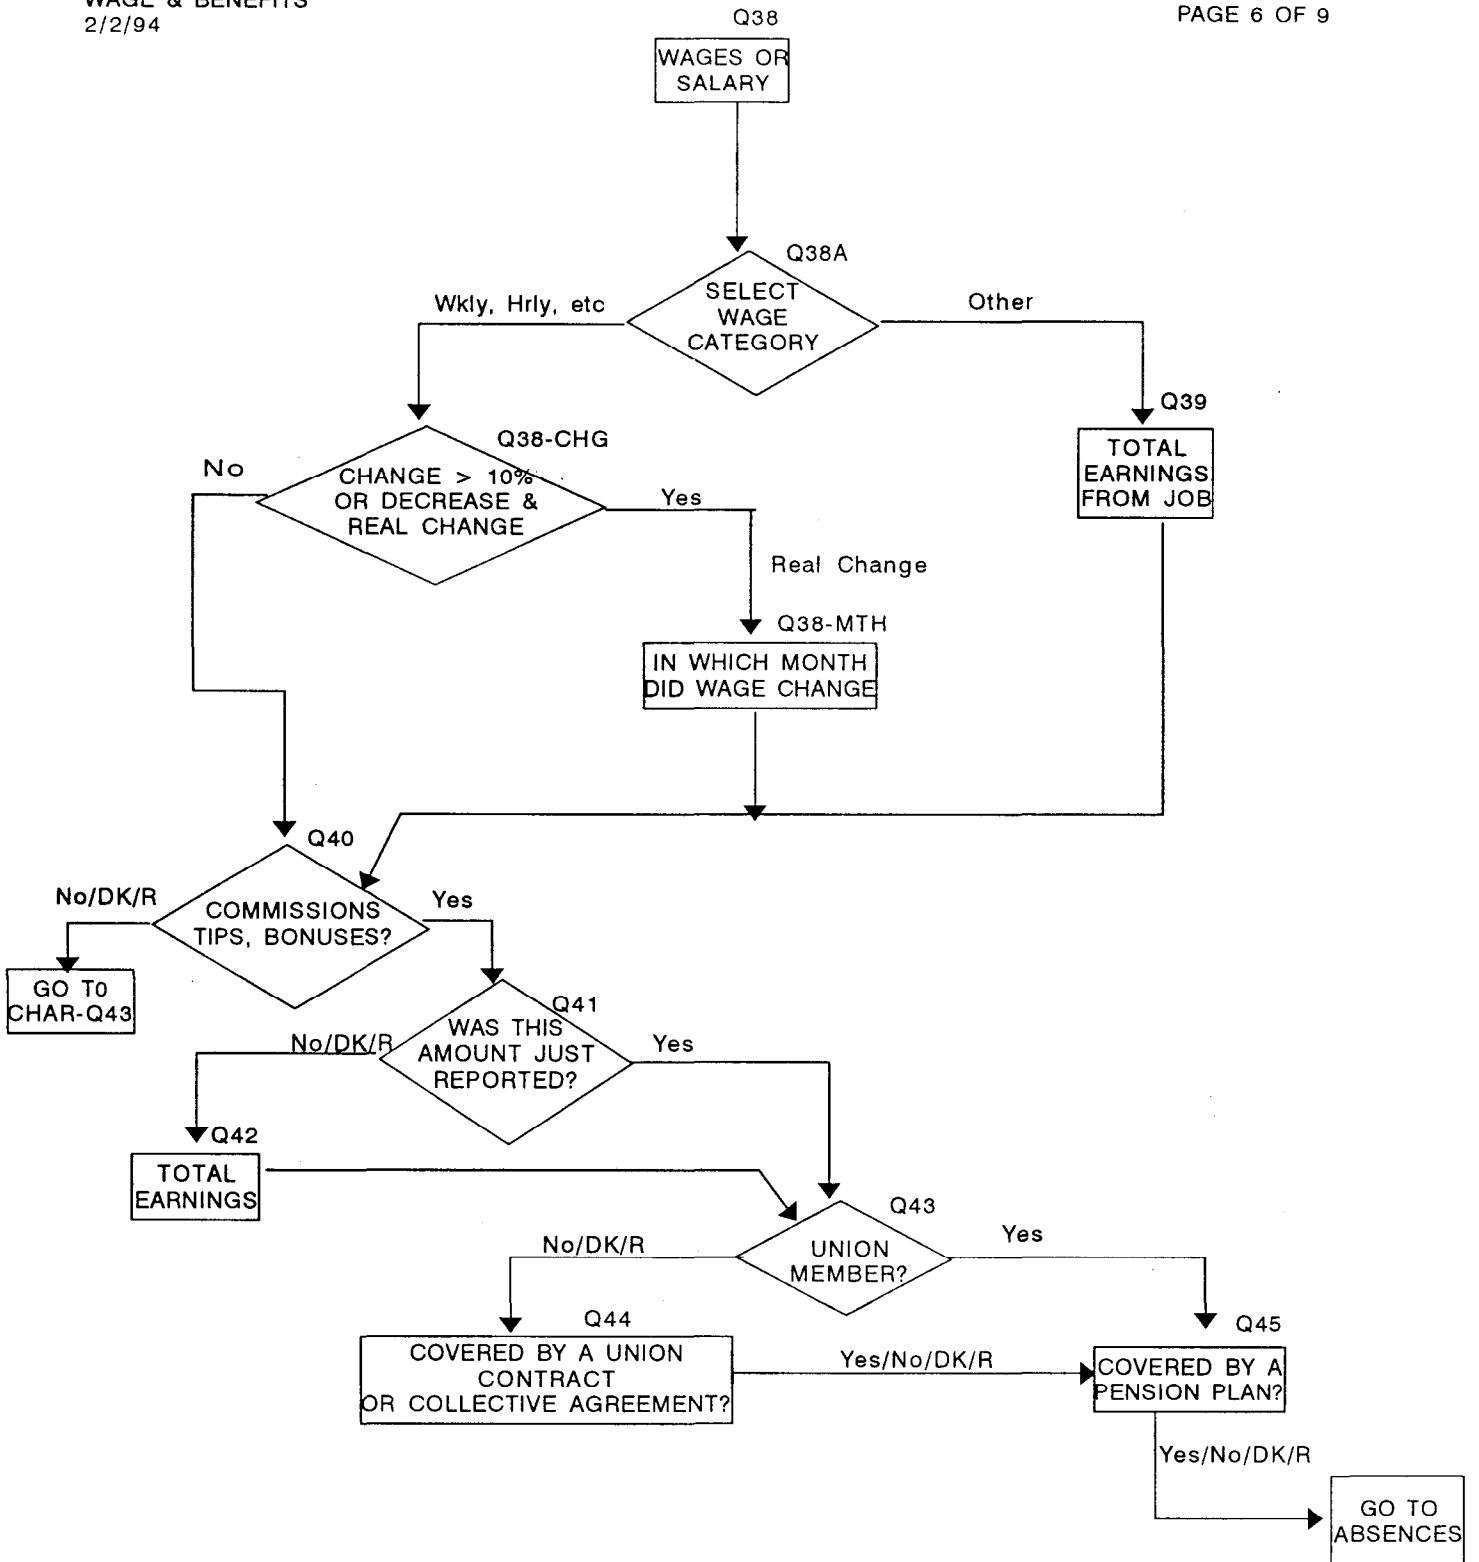 WAGE & BENEFITS
2/2/94
PAGE 6 OF 9
Q38
WAGES OR
SALARY
Q38A
SELECT
WAGE
CATEGORY
Wkly, Hrly, etc
Other
Q39
TOTAL
EARNINGS
FROM JOB
Q38-CHG
No
CHANGE > 10%
OR DECREASE &
REAL CHANGE
Yes
Real Change
Q38-MTH
IN WHICH MONTH
DID WAGE CHANGE
Q40
No/DK/R
COMMISSIONS
TIPS, BONUSES?
Yes
GO TO
CHAR-Q43
Q41
No/DK/R
WAS THIS
AMOUNT JUST
REPORTED?
Yes
Q42
TOTAL
EARNINGS
Q43
No/DK/R
UNION
MEMBER?
Yes
Q44
COVERED BY A UNION
CONTRACT
OR COLLECTIVE AGREEMENT?
Yes/No/DK/R
Q45
COVERED BY A
PENSION PLAN?
Yes/No/DK/R
GO TO
ABSENCES